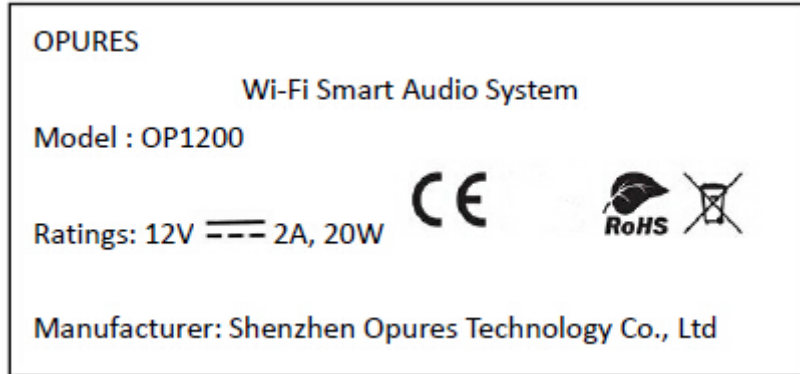 OPURES
Wi-Fi Smart Audio System
Model : OP1200
CE
RoHS
Ratings: 12V 2A, 20W
Manufacturer: Shenzhen Opures Technology Co., Ltd